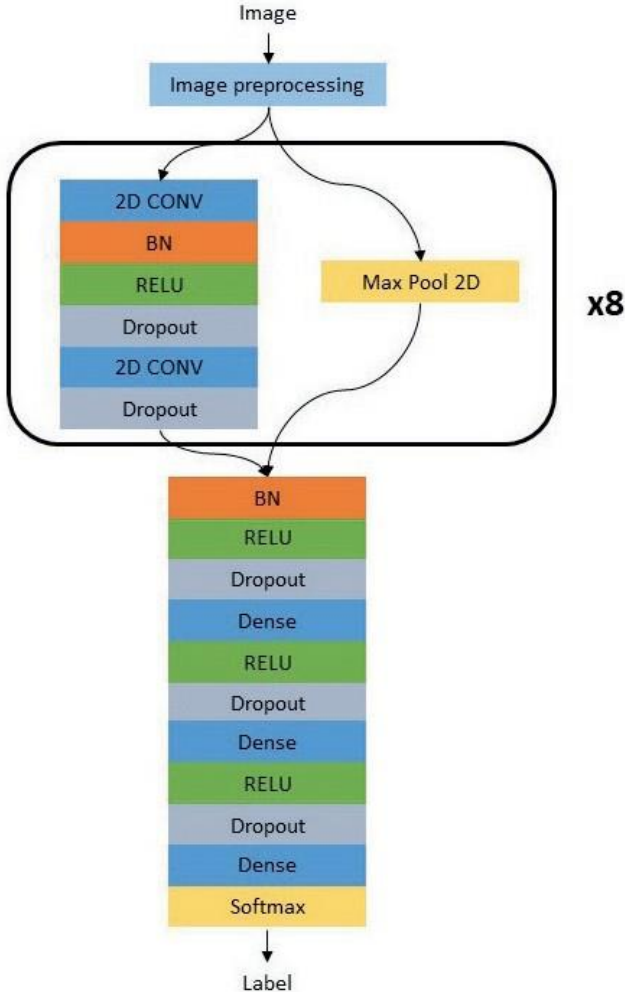 Image
Image preprocessing
2D CONV
BN
RELU
Dropout
2D CONV
Dropout
Max Pool 2D
x8
BN
RELU
Dropout
Dense
RELU
Dropout
Dense
RELU
Dropout
Dense
Softmax
Label